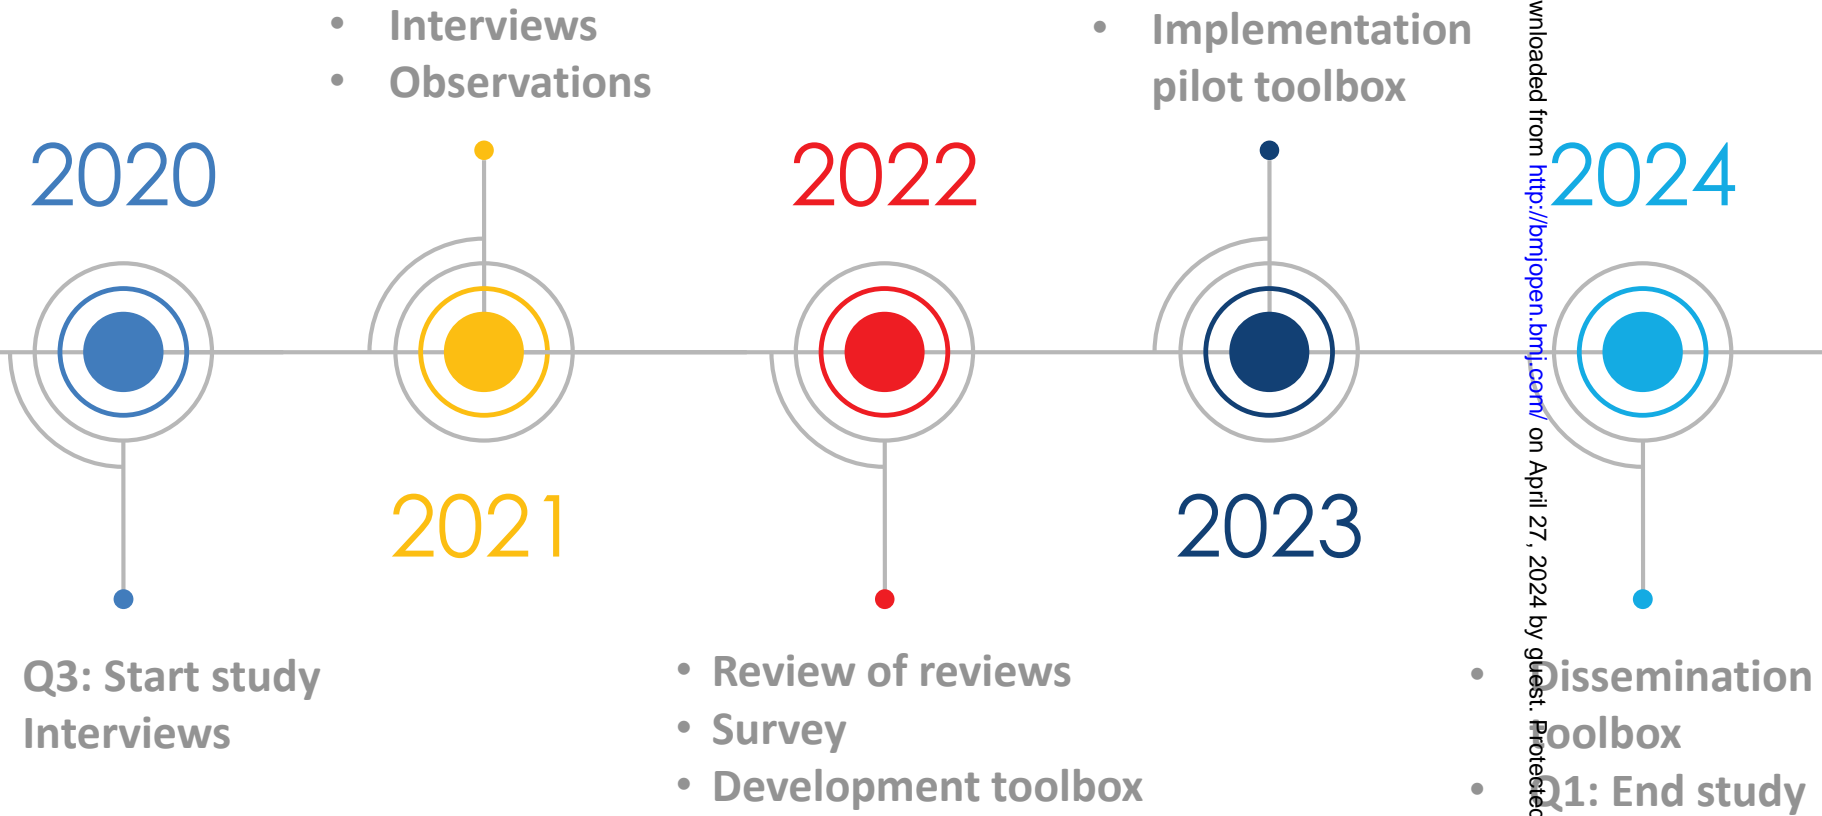 • Interviews
• Observations
• Implementation
pilot toolbox
2020
2022
2024
2021
2023
Q3: Start study
Interviews
• Review of reviews
• Survey
• Development toolbox
• Dissemination
toolbox
• Q1: End study
wnloaded from http://bmjopen.bmj.com/ on April 27, 2024 by guest. Protected